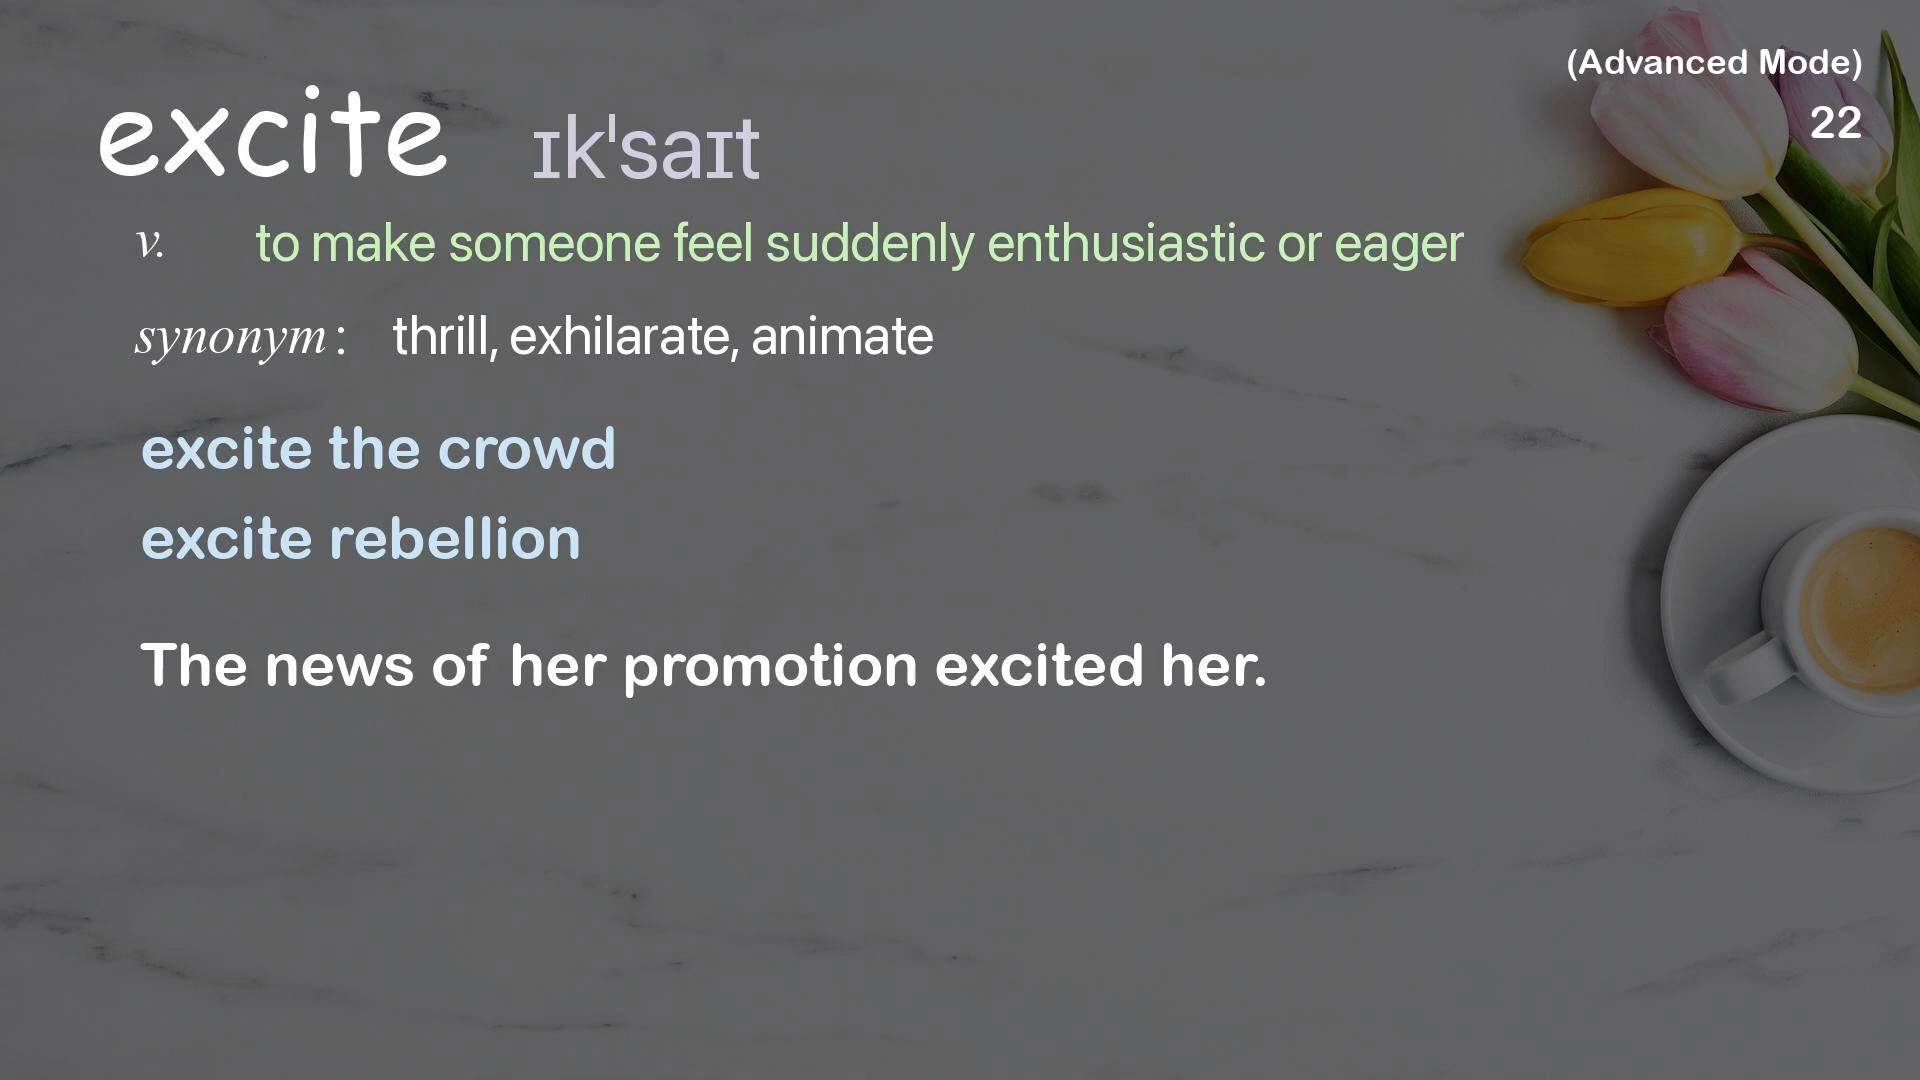 (Advanced Mode)
22
excite ɪkˈsaɪt
v. to make someone feel suddenly enthusiastic or eager
synonym : thrill, exhilarate, animate
excite the crowd
excite rebellion
The news of her promotion excited her.